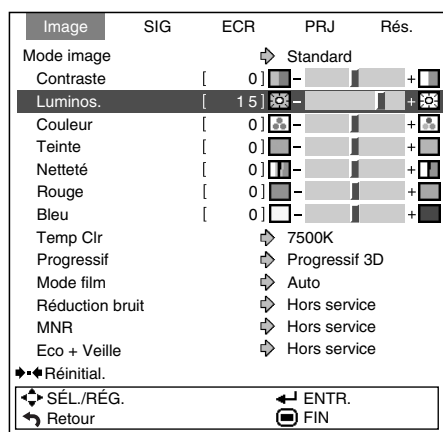 Image SIG ECR PRJ Rés.
Mode image Standard
Contraste [ 0] - +
Luminos. [ 15] - +
Couleur [ 0] - +
Teinte [ 0] - +
Netteté [ 0] - +
Rouge [ 0] - +
Bleu [ 0] - +
Temp Clr 7500K
Progressif Progressif 3D
Mode film Auto
Réduction bruit Hors service
MNR Hors service
Eco + Veille Hors service
Réinitial.
SÉL./RÉG. ENTR.
Retour FIN